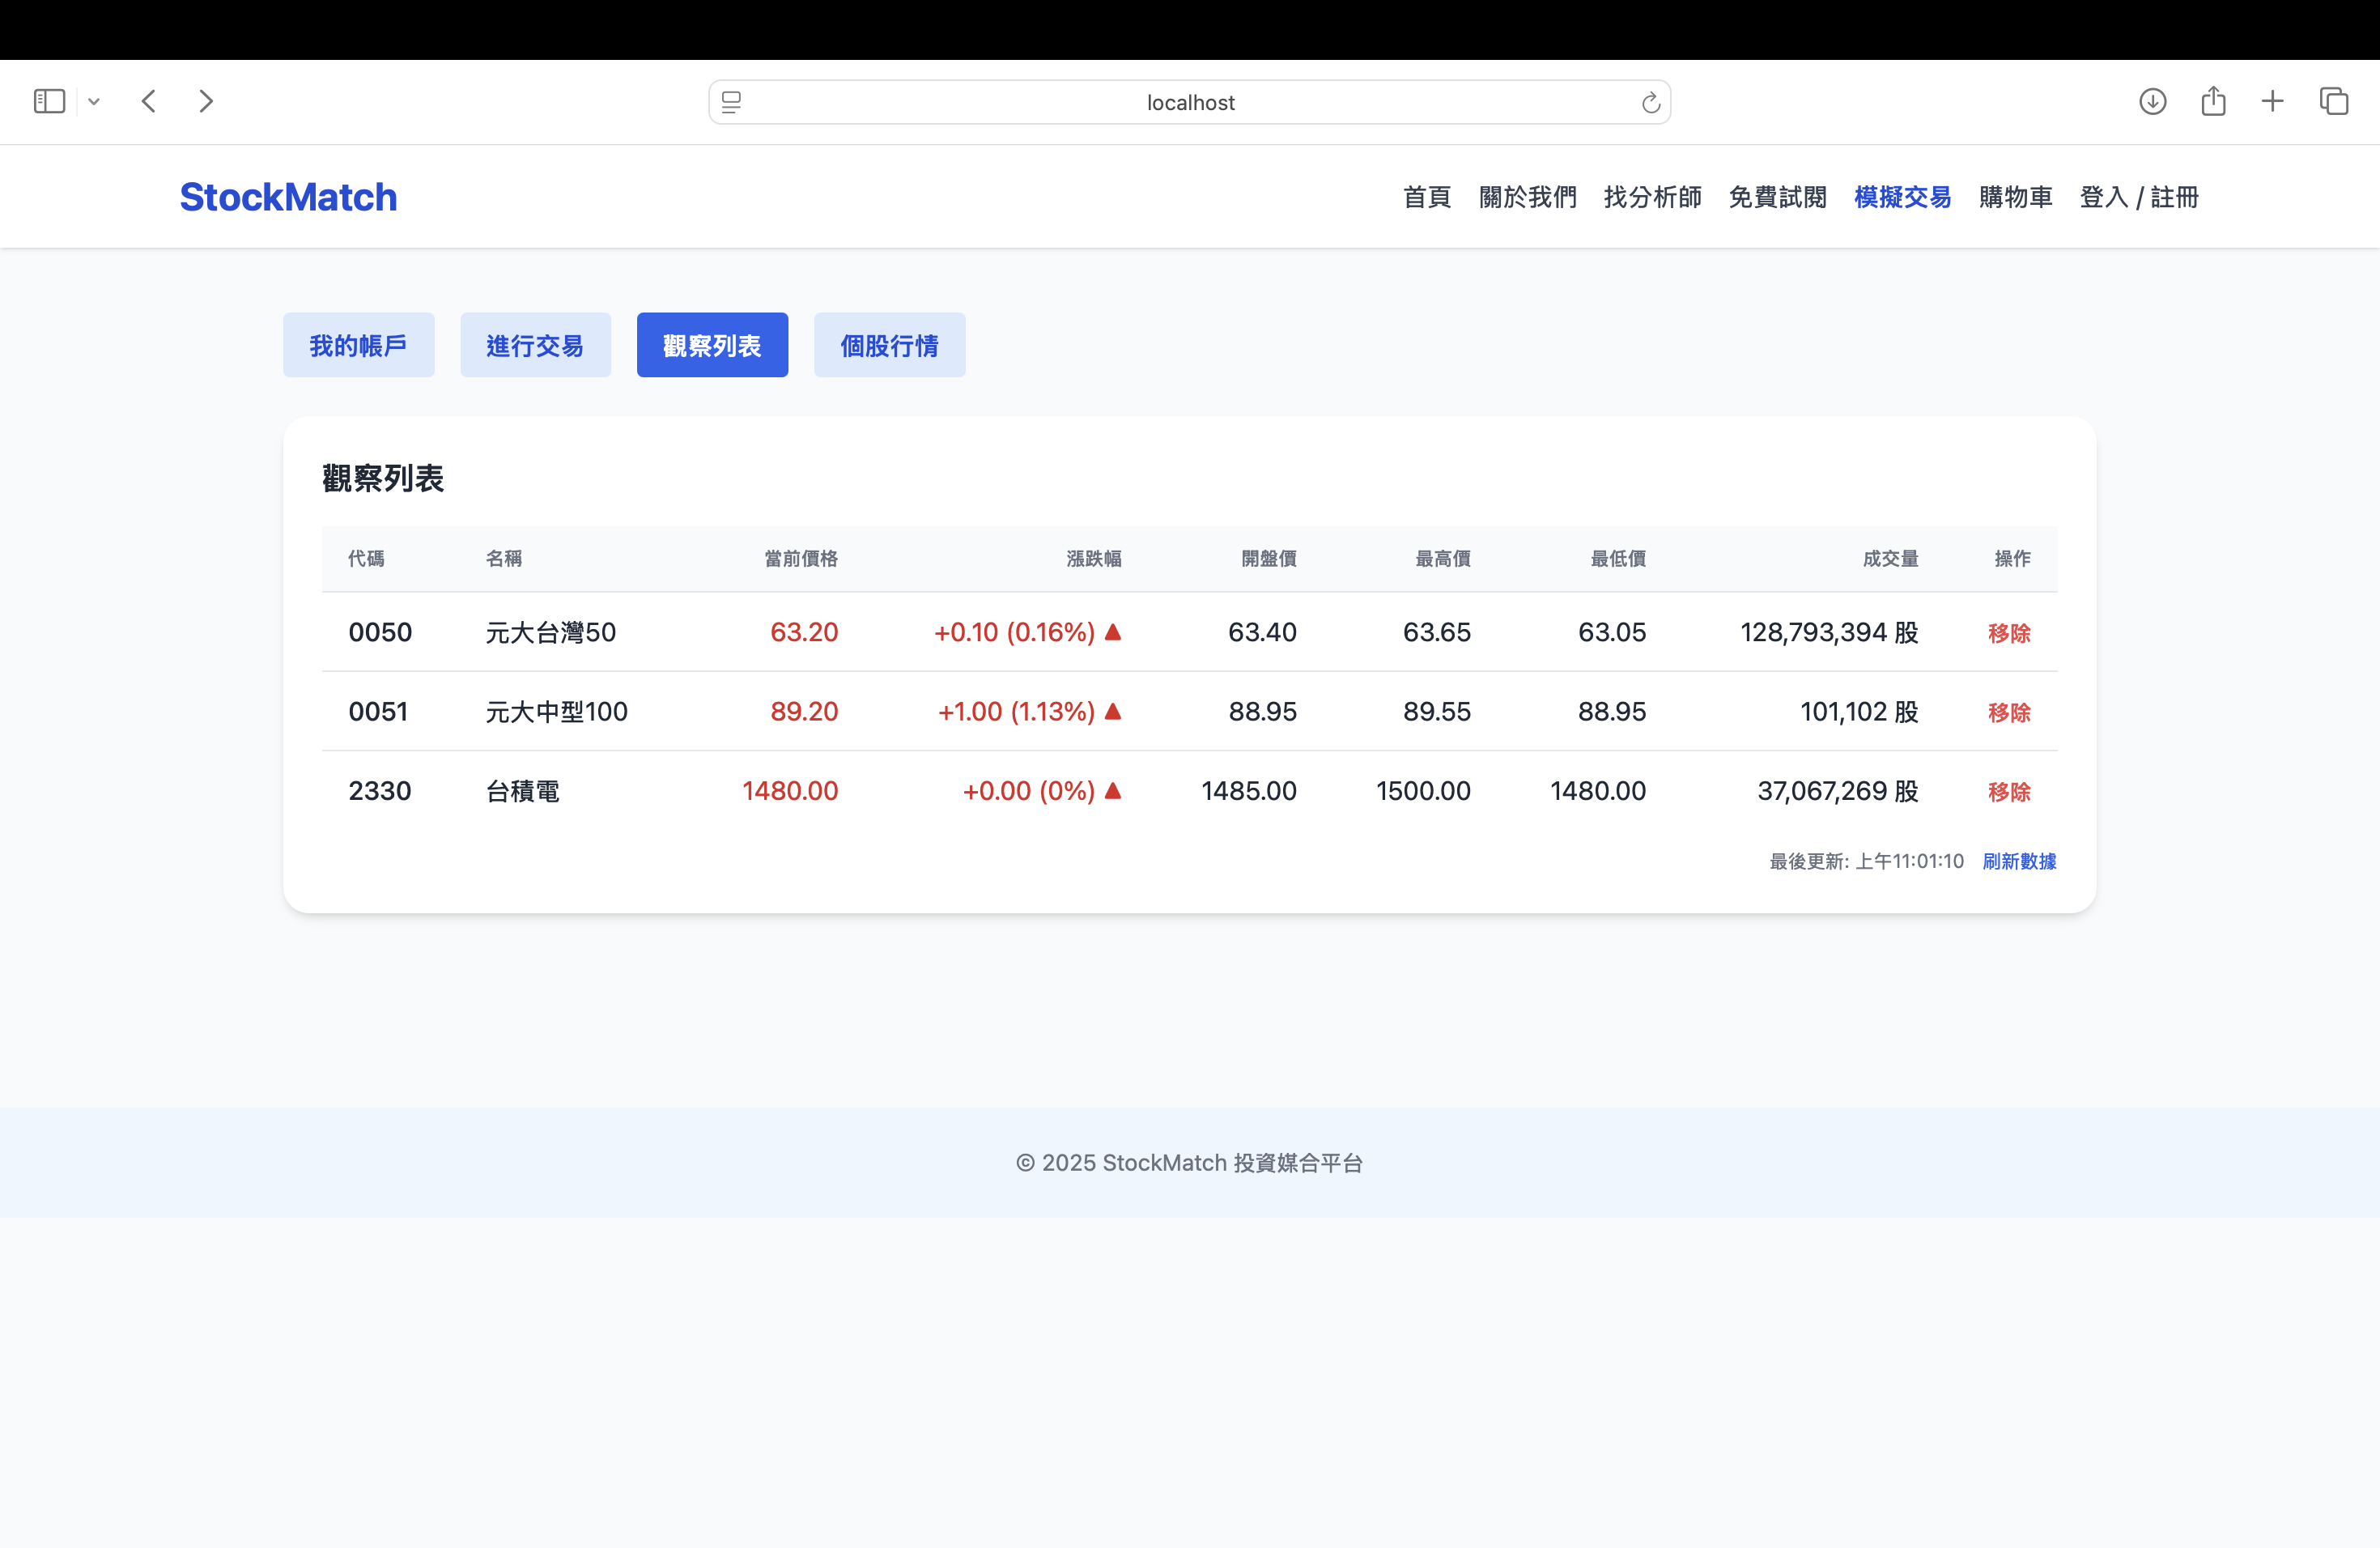 localhost
StockMatch
首頁 關於我們 找分析師 免費試閱 模擬交易 購物車 登入 / 註冊
我的帳戶 進行交易 觀察列表 個股行情
觀察列表
代碼 名稱 當前價格 漲跌幅 開盤價 最高價 最低價 成交量 操作
0050 元大台灣50 63.20 +0.10 (0.16%) ▲ 63.40 63.65 63.05 128,793,394 股 移除
0051 元大中型100 89.20 +1.00 (1.13%) ▲ 88.95 89.55 88.95 101,102 股 移除
2330 台積電 1480.00 +0.00 (0%) ▲ 1485.00 1500.00 1480.00 37,067,269 股 移除
最後更新: 上午11:01:10 刷新數據
© 2025 StockMatch 投資媒合平台